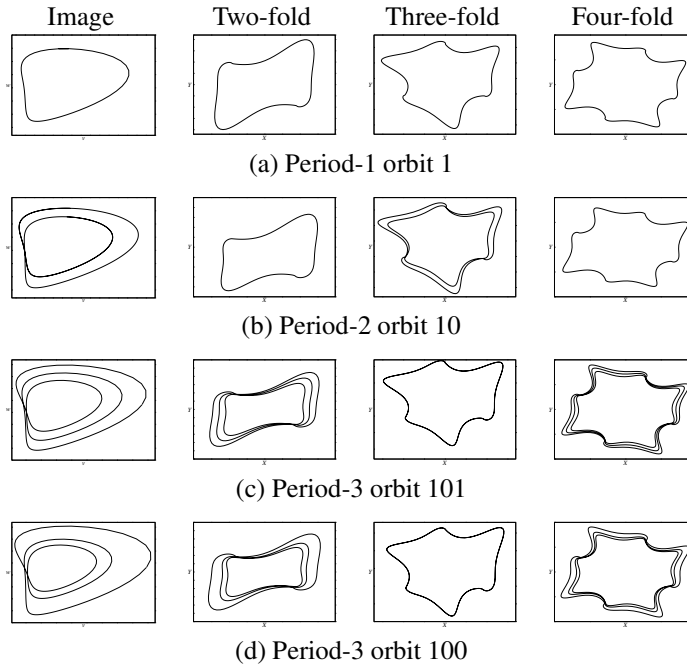 Image Two-fold Three-fold Four-fold
w Y Y Y
v X X X
(a) Period-1 orbit 1
w Y Y Y
v X X X
(b) Period-2 orbit 10
w Y Y Y
v X X X
(c) Period-3 orbit 101
w Y Y Y
v X X X
(d) Period-3 orbit 100